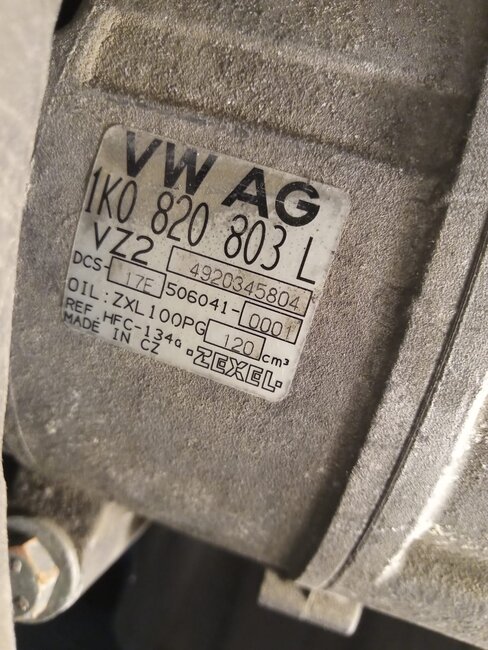 VW AG
1K0 820 803 L
VZ2 4920345804
DCS-17E 506041-0001
OIL: ZXL100PG 120 cm³
REF HFC-134a ·ZEXEL·
MADE IN CZ